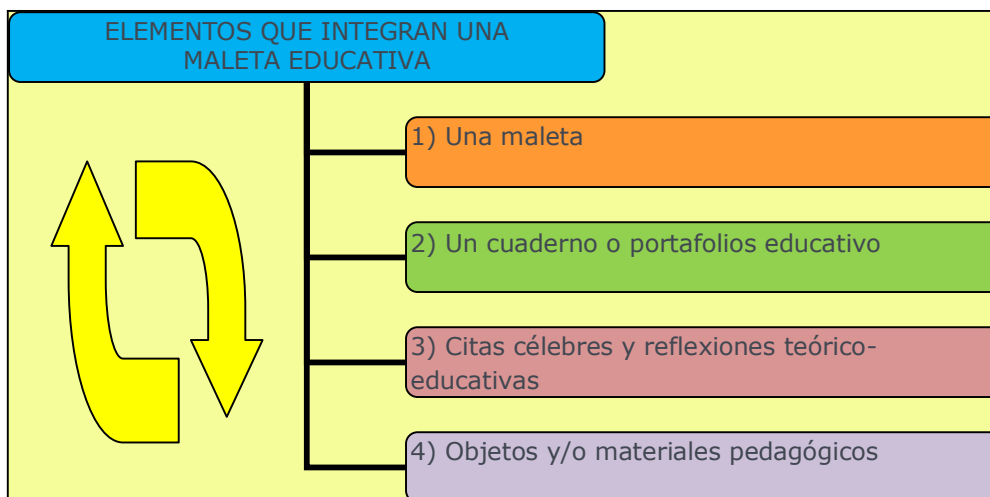 ELEMENTOS QUE INTEGRAN UNA
MALETA EDUCATIVA
1) Una maleta
2) Un cuaderno o portafolios educativo
3) Citas célebres y reflexiones teórico-
educativas
4) Objetos y/o materiales pedagógicos